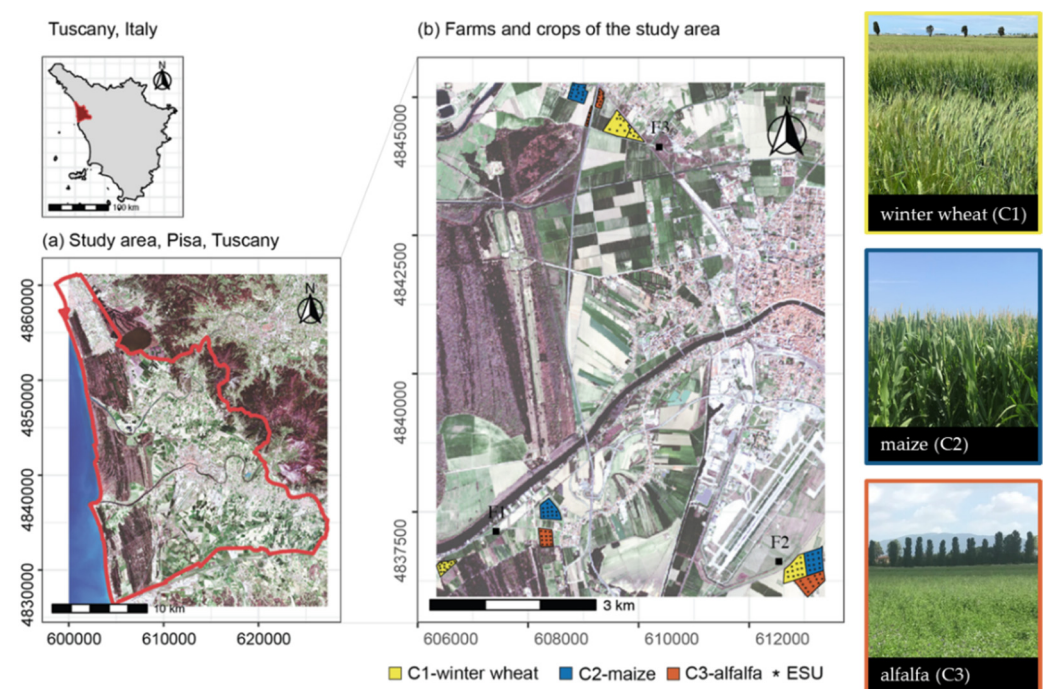 Tuscany, Italy
N
100 km
(a) Study area, Pisa, Tuscany
N
4860000
4850000
4840000
4830000
10 km
600000
610000
620000
(b) Farms and crops of the study area
N
F3
F1
F2
4845000
4842500
4840000
4837500
3 km
606000
608000
610000
612000
C1-winter wheat
C2-maize
C3-alfalfa
* ESU
winter wheat (C1)
maize (C2)
alfalfa (C3)